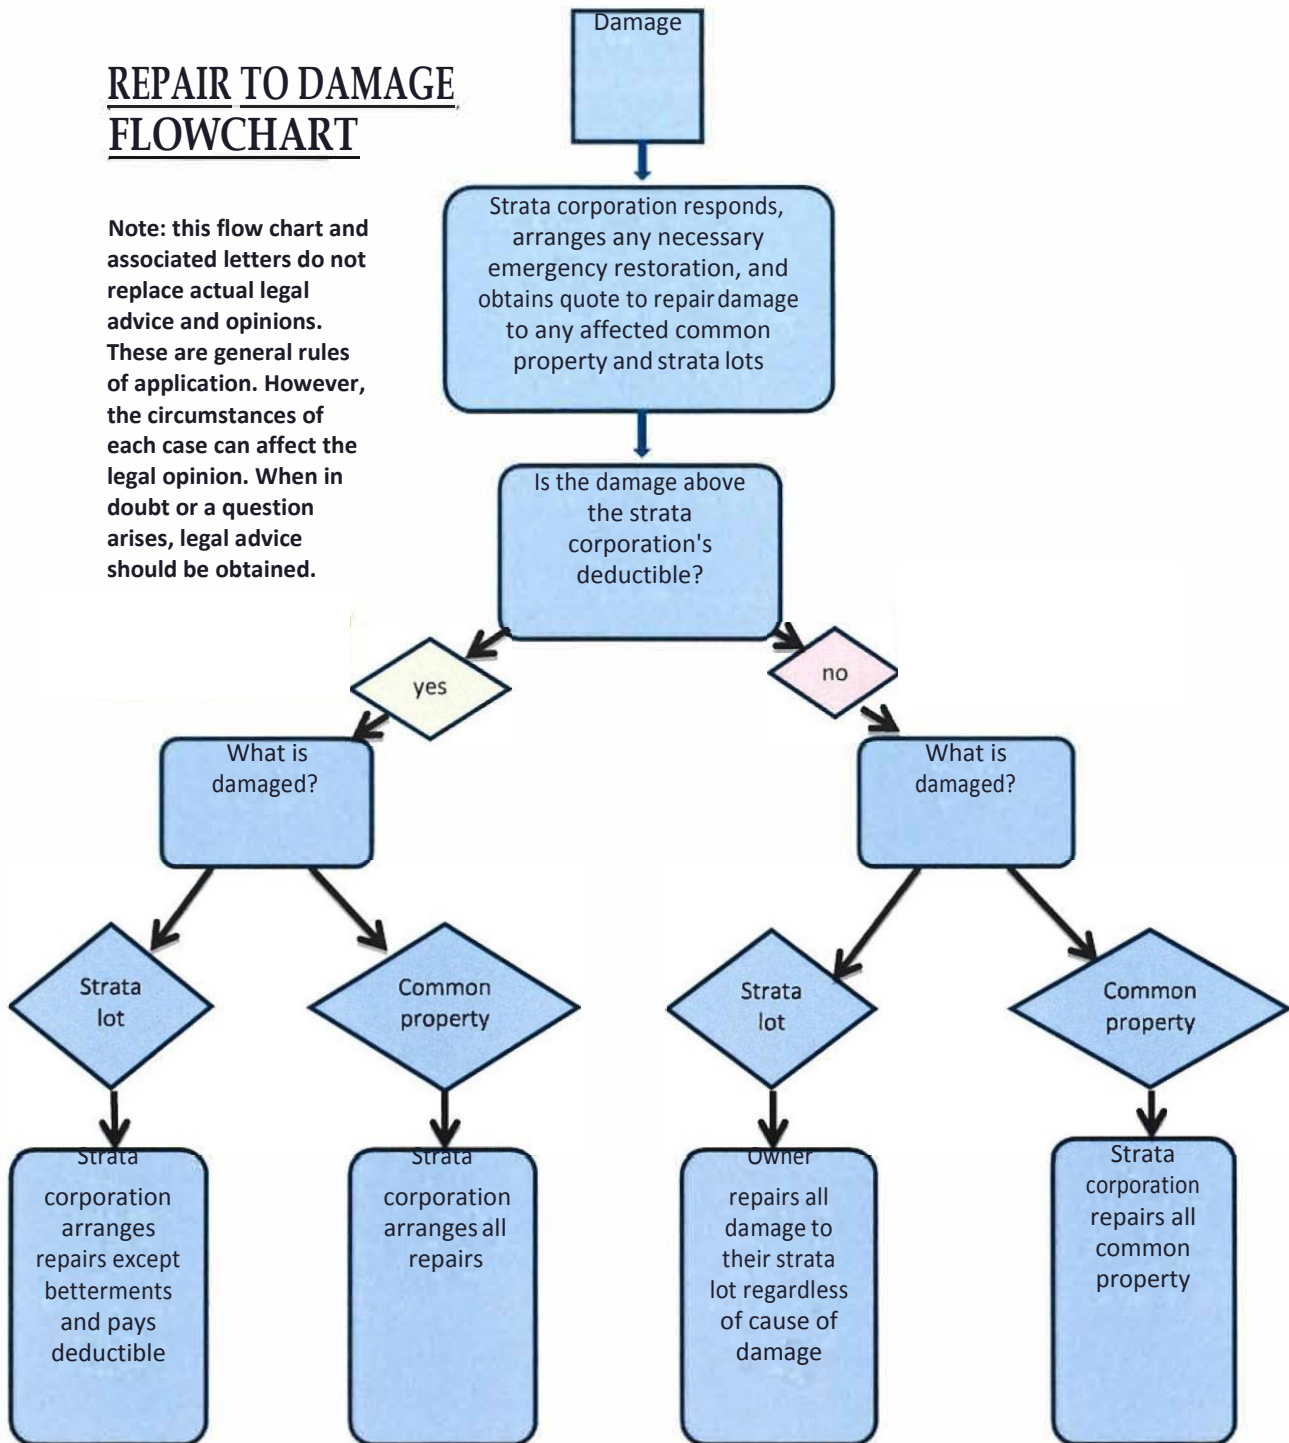 REPAIR TO DAMAGE
FLOWCHART
Note: this flow chart and
associated letters do not
replace actual legal
advice and opinions.
These are general rules
of application. However,
the circumstances of
each case can affect the
legal opinion. When in
doubt or a question
arises, legal advice
should be obtained.
Damage
Strata corporation responds,
arranges any necessary
emergency restoration, and
obtains quote to repair damage
to any affected common
property and strata lots
Is the damage above
the strata
corporation's
deductible?
yes
no
What is
damaged?
What is
damaged?
Strata
lot
Common
property
Strata
lot
Common
property
Strata
corporation
arranges
repairs except
betterments
and pays
deductible
Strata
corporation
arranges all
repairs
Owner
repairs all
damage to
their strata
lot regardless
of cause of
damage
Strata
corporation
repairs all
common
property